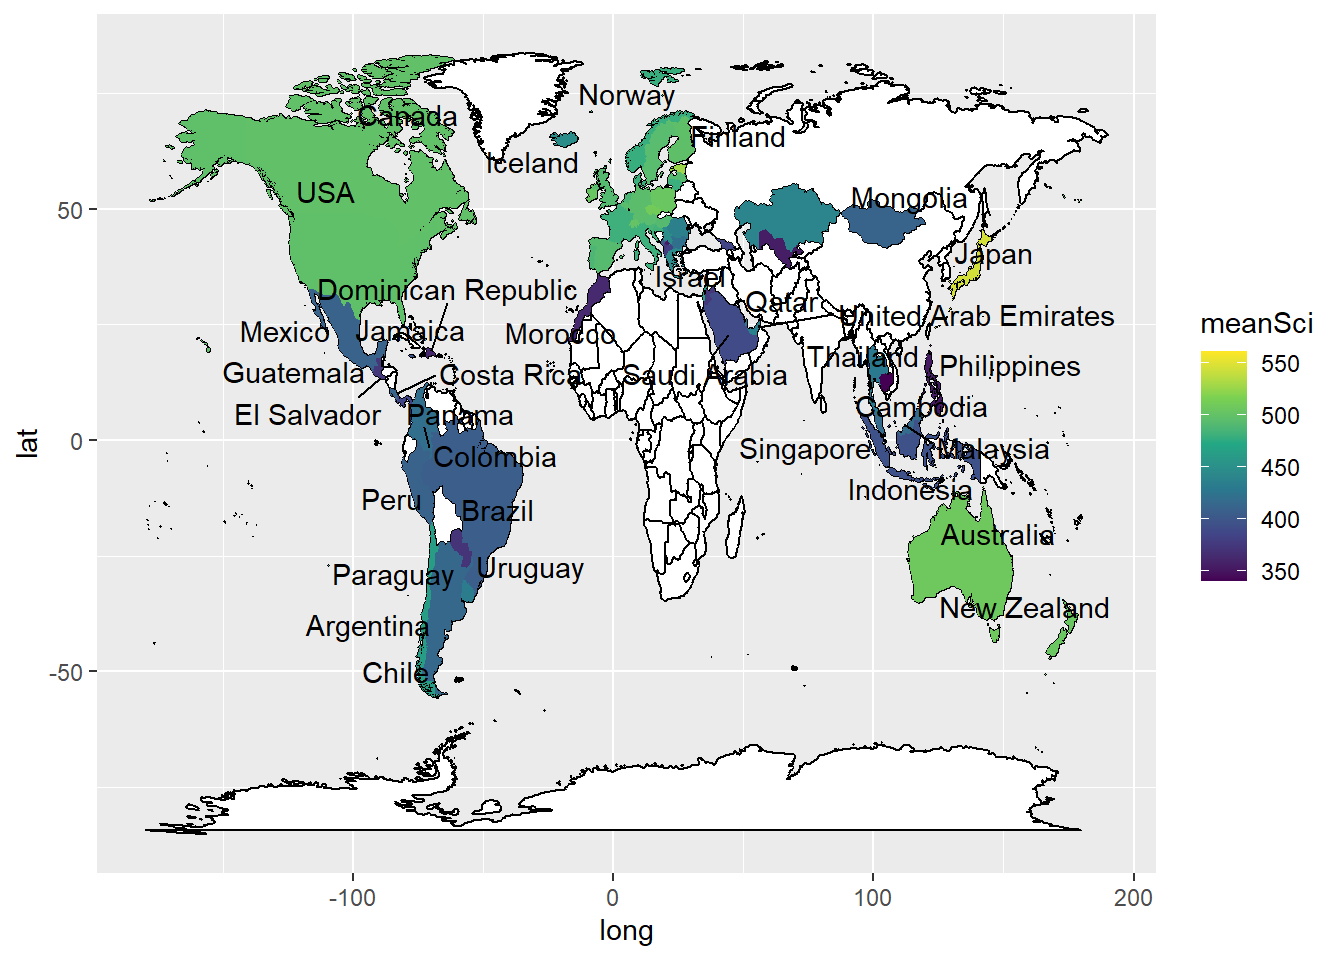 Norway
Canada
Finland
Iceland
USA
Mongolia
Japan
Israel
Dominican Republic
Qatar
United Arab Emirates
Mexico
Jamaica
Morocco
Thailand
Philippines
Guatemala
Costa Rica
Saudi Arabia
El Salvador
Panama
Cambodia
Colombia
Singapore
Malaysia
Peru
Indonesia
Brazil
Australia
Paraguay
Uruguay
New Zealand
Argentina
Chile
lat
50
0
-50
-100
0
100
200
long
meanSci
550
500
450
400
350